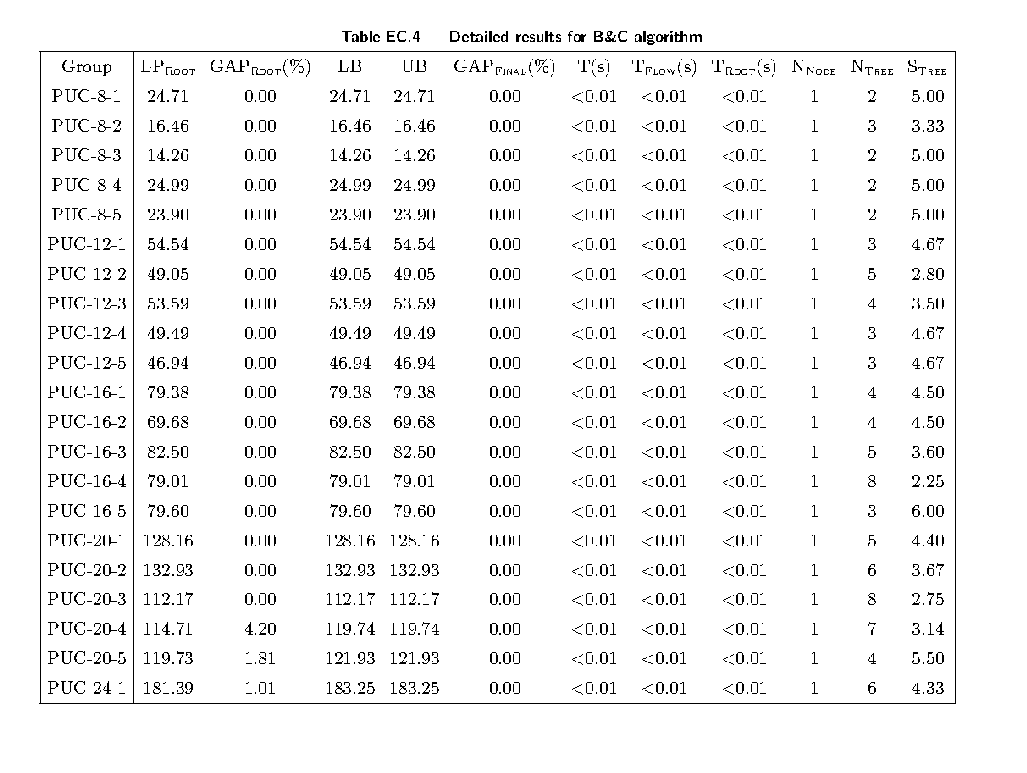 Table EC.4 Detailed results for B&C algorithm
Group LP_ROOT GAP_ROOT(%) LB UB GAP_FINAL(%) T(s) T_FLOW(s) T_ROOT(s) N_NODE N_TREE S_TREE
PUC-8-1 24.71 0.00 24.71 24.71 0.00 <0.01 <0.01 <0.01 1 2 5.00
PUC-8-2 16.46 0.00 16.46 16.46 0.00 <0.01 <0.01 <0.01 1 3 3.33
PUC-8-3 14.26 0.00 14.26 14.26 0.00 <0.01 <0.01 <0.01 1 2 5.00
PUC-8-4 24.99 0.00 24.99 24.99 0.00 <0.01 <0.01 <0.01 1 2 5.00
PUC-8-5 23.90 0.00 23.90 23.90 0.00 <0.01 <0.01 <0.01 1 2 5.00
PUC-12-1 54.54 0.00 54.54 54.54 0.00 <0.01 <0.01 <0.01 1 3 4.67
PUC-12-2 49.05 0.00 49.05 49.05 0.00 <0.01 <0.01 <0.01 1 5 2.80
PUC-12-3 53.59 0.00 53.59 53.59 0.00 <0.01 <0.01 <0.01 1 4 3.50
PUC-12-4 49.49 0.00 49.49 49.49 0.00 <0.01 <0.01 <0.01 1 3 4.67
PUC-12-5 46.94 0.00 46.94 46.94 0.00 <0.01 <0.01 <0.01 1 3 4.67
PUC-16-1 79.38 0.00 79.38 79.38 0.00 <0.01 <0.01 <0.01 1 4 4.50
PUC-16-2 69.68 0.00 69.68 69.68 0.00 <0.01 <0.01 <0.01 1 4 4.50
PUC-16-3 82.50 0.00 82.50 82.50 0.00 <0.01 <0.01 <0.01 1 5 3.60
PUC-16-4 79.01 0.00 79.01 79.01 0.00 <0.01 <0.01 <0.01 1 8 2.25
PUC-16-5 79.60 0.00 79.60 79.60 0.00 <0.01 <0.01 <0.01 1 3 6.00
PUC-20-1 128.16 0.00 128.16 128.16 0.00 <0.01 <0.01 <0.01 1 5 4.40
PUC-20-2 132.93 0.00 132.93 132.93 0.00 <0.01 <0.01 <0.01 1 6 3.67
PUC-20-3 112.17 0.00 112.17 112.17 0.00 <0.01 <0.01 <0.01 1 8 2.75
PUC-20-4 114.71 4.20 119.74 119.74 0.00 <0.01 <0.01 <0.01 1 7 3.14
PUC-20-5 119.73 1.81 121.93 121.93 0.00 <0.01 <0.01 <0.01 1 4 5.50
PUC-24-1 181.39 1.01 183.25 183.25 0.00 <0.01 <0.01 <0.01 1 6 4.33